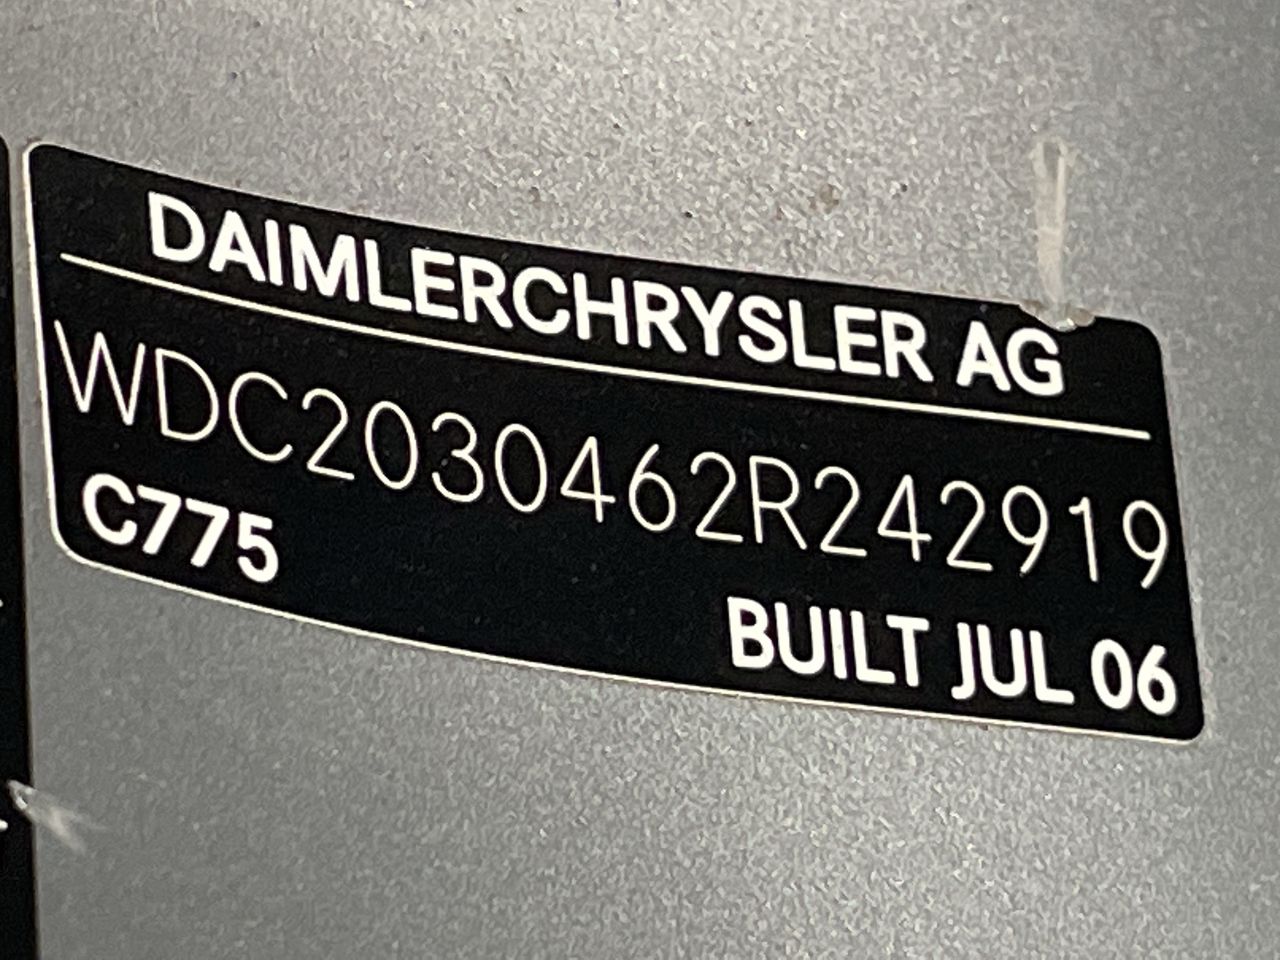 DAIMLERCHRYSLER AG
WDC2030462R242919
C775
BUILT JUL 06